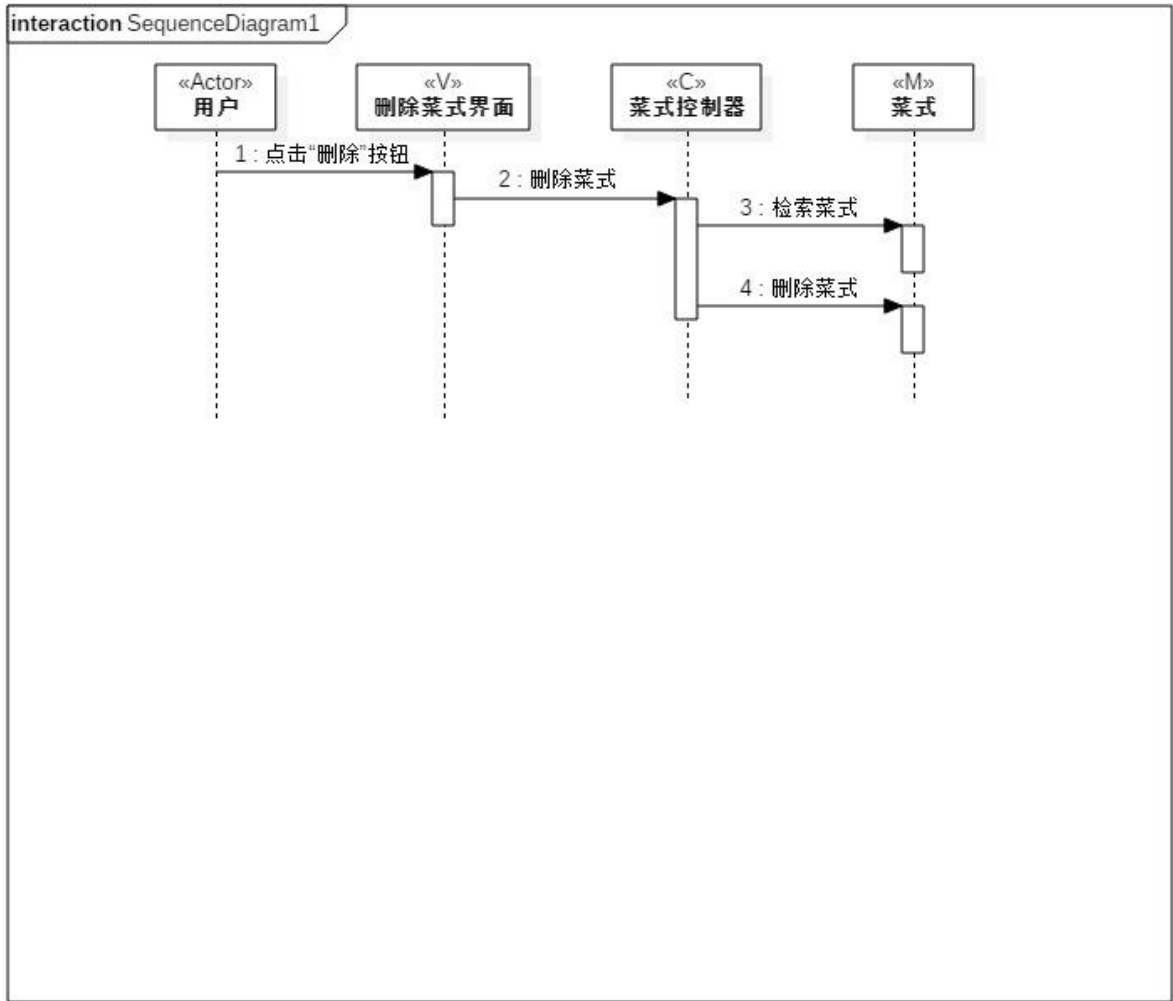 interaction SequenceDiagram1
«Actor»
用户
«V»
删除菜式界面
«C»
菜式控制器
«M»
菜式
1 : 点击“删除”按钮
2 : 删除菜式
3 : 检索菜式
4 : 删除菜式